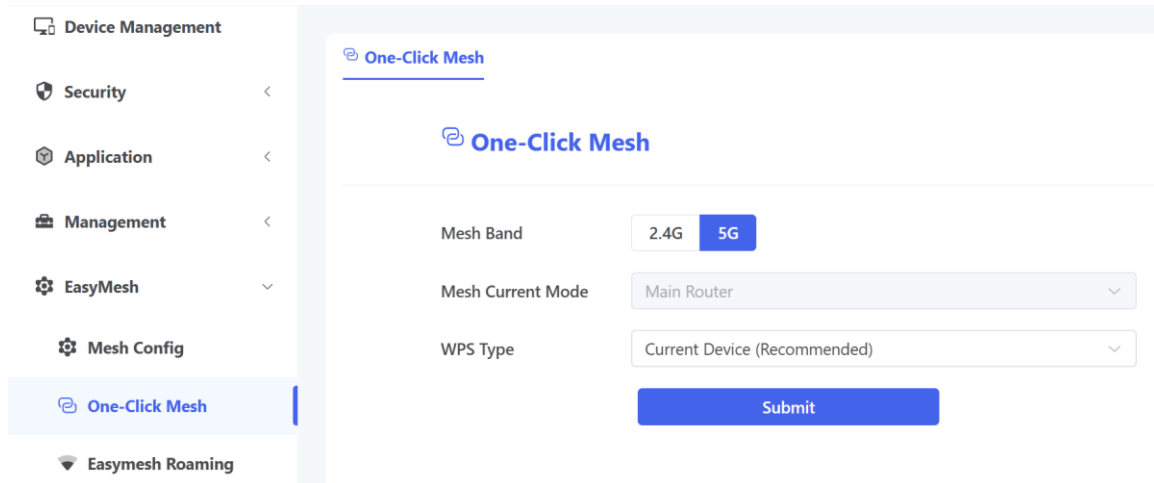 Device Management
Security
Application
Management
EasyMesh
Mesh Config
One-Click Mesh
Easymesh Roaming
One-Click Mesh
One-Click Mesh
Mesh Band 2.4G 5G
Mesh Current Mode Main Router
WPS Type Current Device (Recommended)
Submit